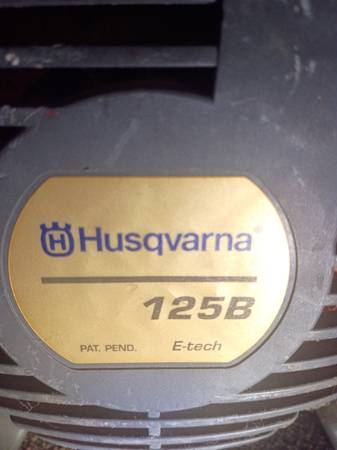 Husqvarna
125B
PAT. PEND. E-tech